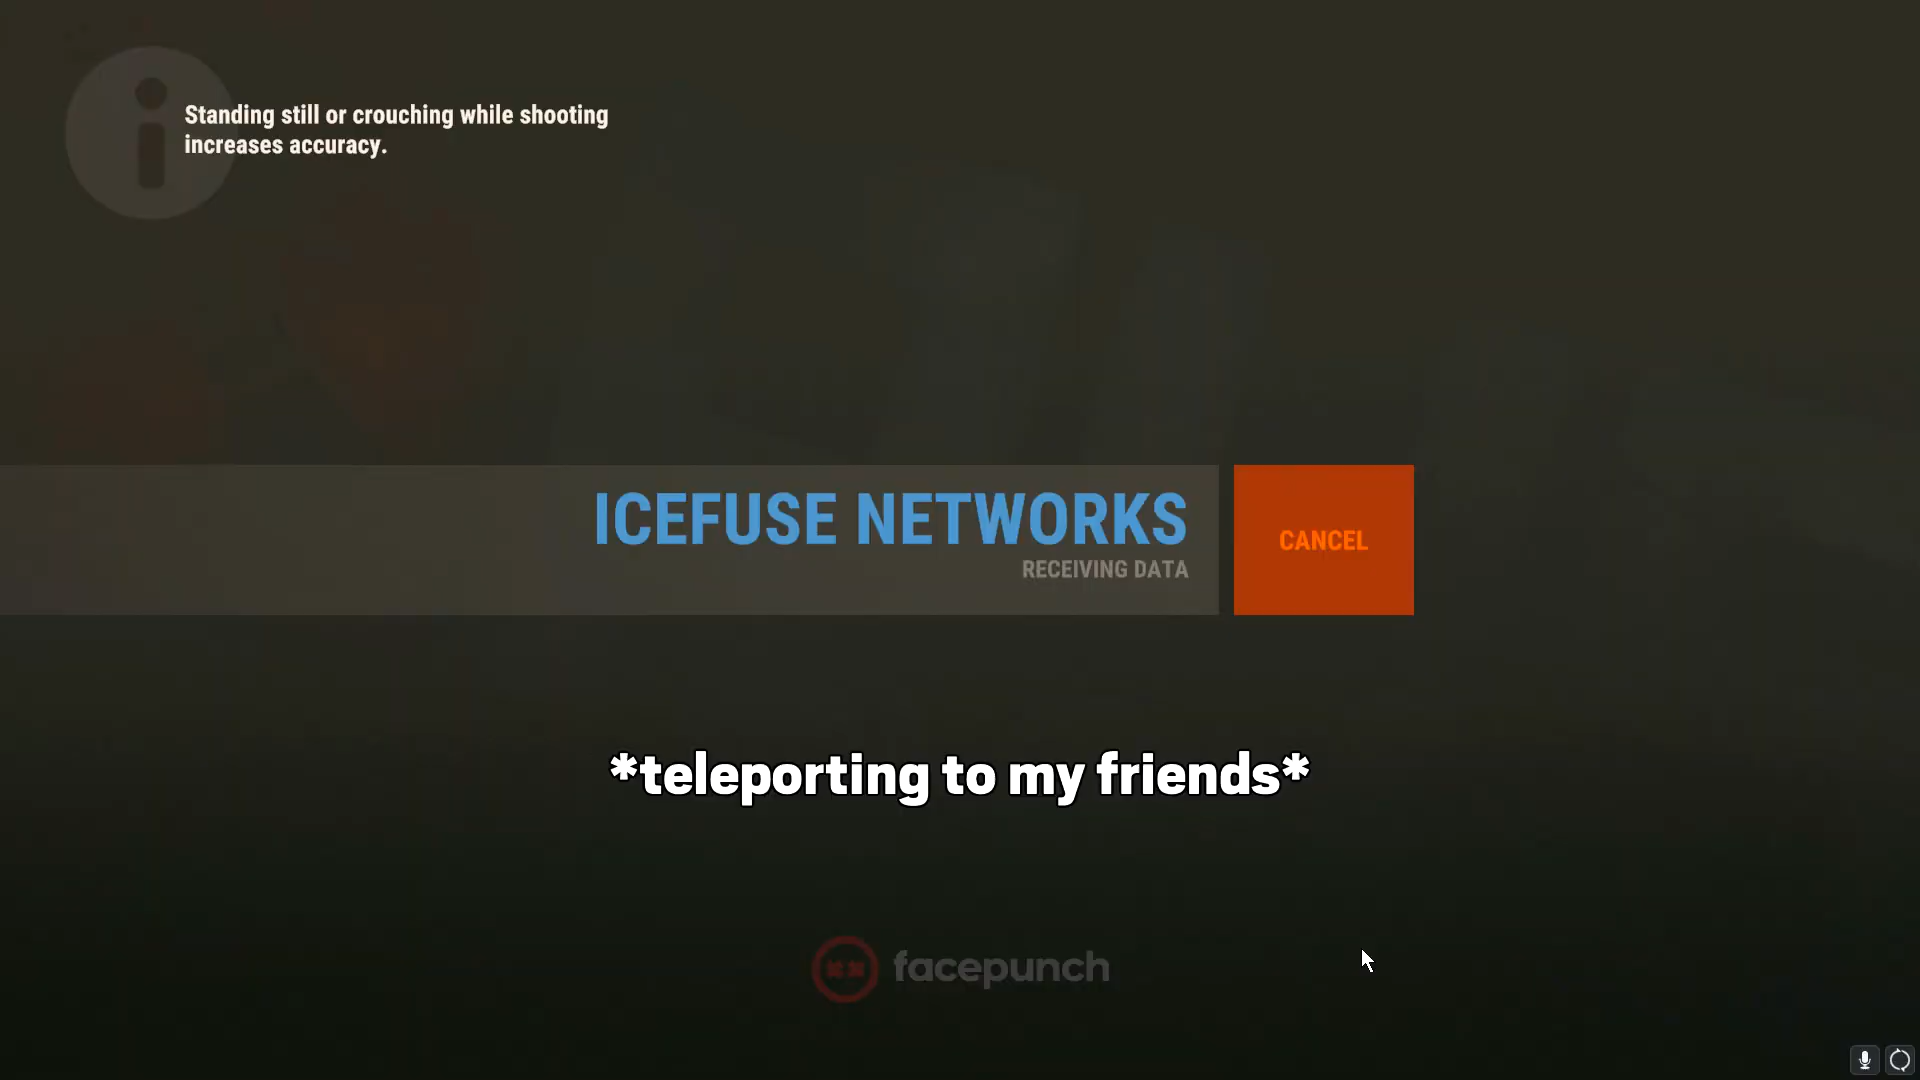 Standing still or crouching while shooting
increases accuracy.
ICEFUSE NETWORKS
RECEIVING DATA
CANCEL
*teleporting to my friends*
facepunch